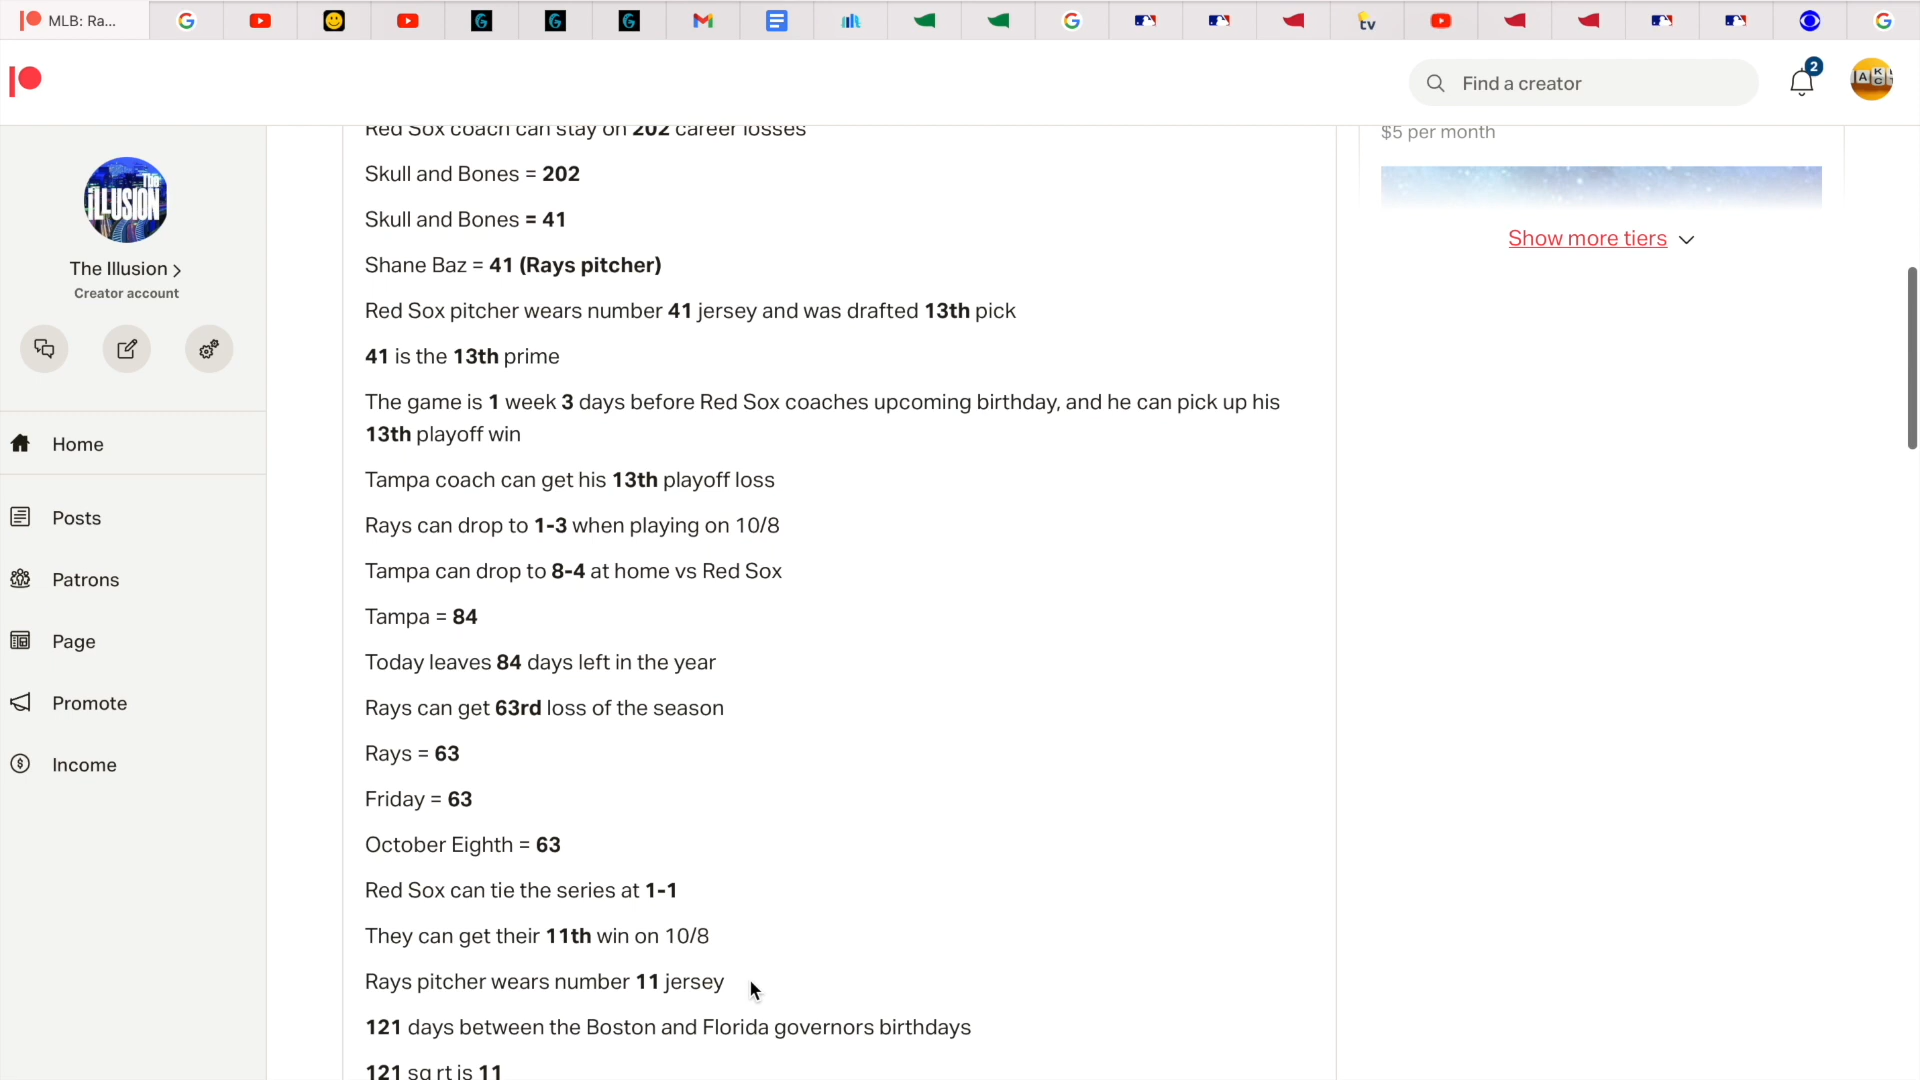 MLB: Ra...
tv
Find a creator
2
A K C
Red Sox coach can stay on 202 career losses
$5 per month
Skull and Bones = 202
The iLLUSION
Skull and Bones = 41
Show more tiers
The Illusion
Creator account
Shane Baz = 41 (Rays pitcher)
Red Sox pitcher wears number 41 jersey and was drafted 13th pick
41 is the 13th prime
The game is 1 week 3 days before Red Sox coaches upcoming birthday, and he can pick up his
13th playoff win
Home
Tampa coach can get his 13th playoff loss
Posts
Rays can drop to 1-3 when playing on 10/8
Patrons
Tampa can drop to 8-4 at home vs Red Sox
Tampa = 84
Page
Today leaves 84 days left in the year
Promote
Rays can get 63rd loss of the season
Rays = 63
Income
Friday = 63
October Eighth = 63
Red Sox can tie the series at 1-1
They can get their 11th win on 10/8
Rays pitcher wears number 11 jersey
121 days between the Boston and Florida governors birthdays
121 sq rt is 11